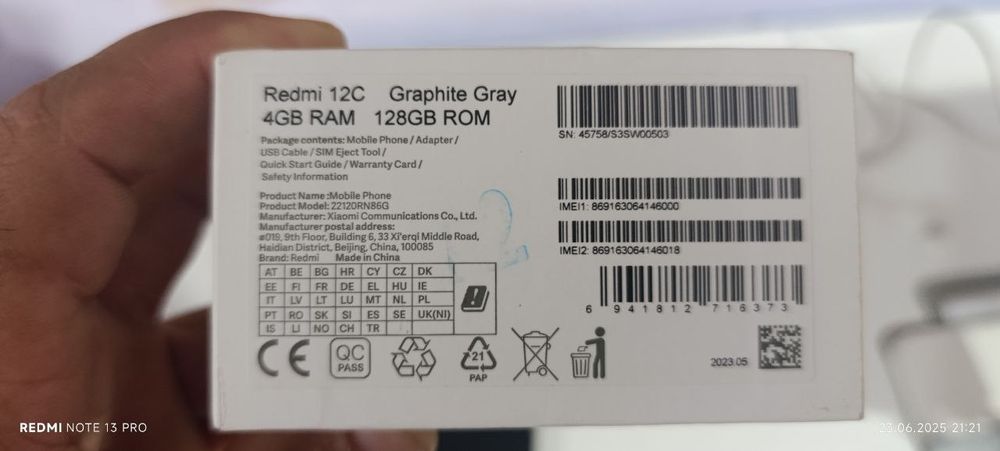 Redmi 12C Graphite Gray
4GB RAM 128GB ROM
Package contents: Mobile Phone / Adapter /
USB Cable / SIM Eject Tool /
Quick Start Guide / Warranty Card /
Safety Information
Product Name :Mobile Phone
Product Model: 22120RN86G
Manufacturer: Xiaomi Communications Co., Ltd.
Manufacturer postal address:
#019, 9th Floor, Building 6, 33 Xi'erqi Middle Road,
Haidian District, Beijing, China, 100085
Brand: Redmi Made in China
AT BE BG HR CY CZ DK
EE FI FR DE EL HU IE
IT LV LT LU MT NL PL
PT RO SK SI ES SE UK(NI)
IS LI NO CH TR
CE
QC
PASS
21
PAP
SN: 45758/S3SW00503
IMEI1: 869163064146000
IMEI2: 869163064146018
6 941812 716373
2023.05
2
REDMI NOTE 13 PRO
23.06.2025 21:21